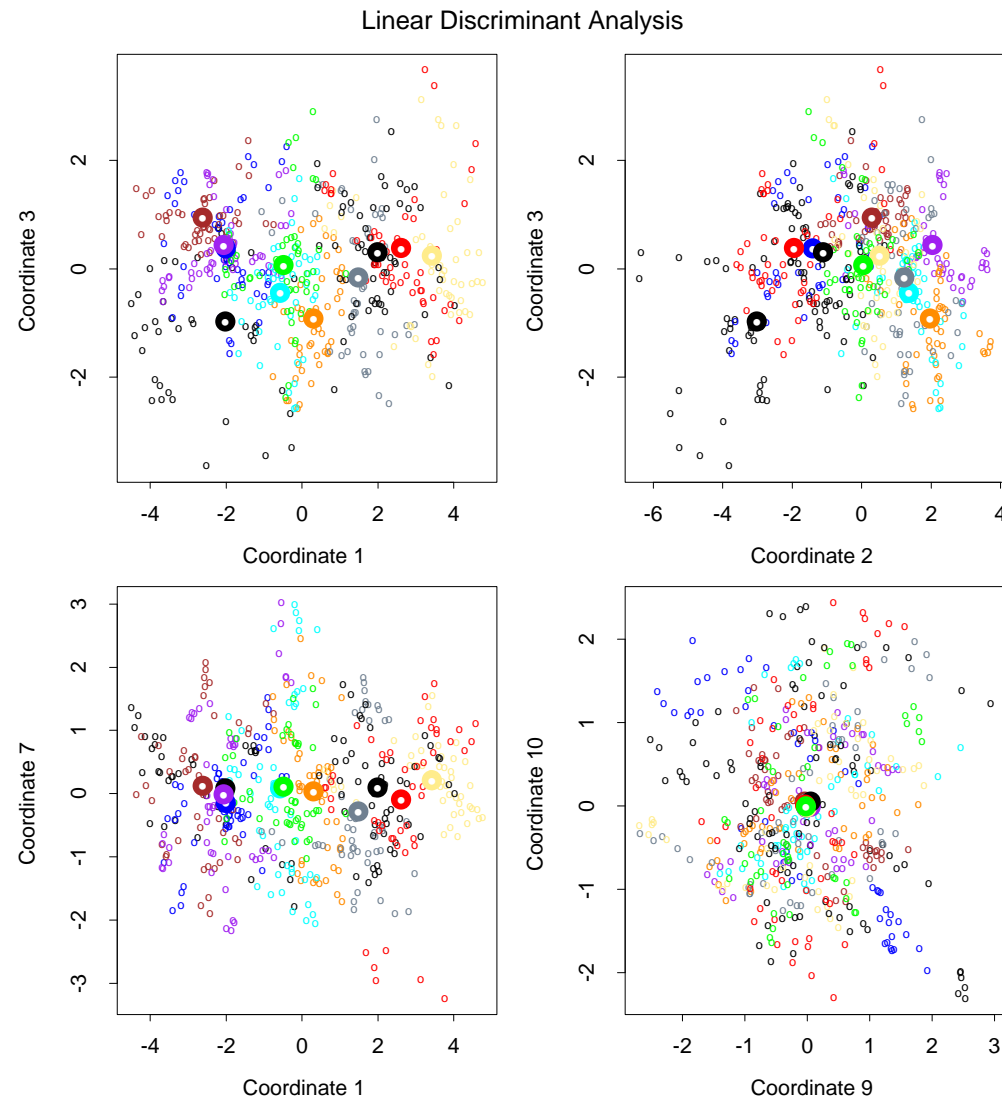 Linear Discriminant Analysis
Coordinate 3
2
0
-2
-4 -2 0 2 4
Coordinate 1
Coordinate 3
2
0
-2
-6 -4 -2 0 2 4
Coordinate 2
Coordinate 7
3
2
1
0
-1
-2
-3
-4 -2 0 2 4
Coordinate 1
Coordinate 10
2
1
0
-1
-2
-2 -1 0 1 2 3
Coordinate 9